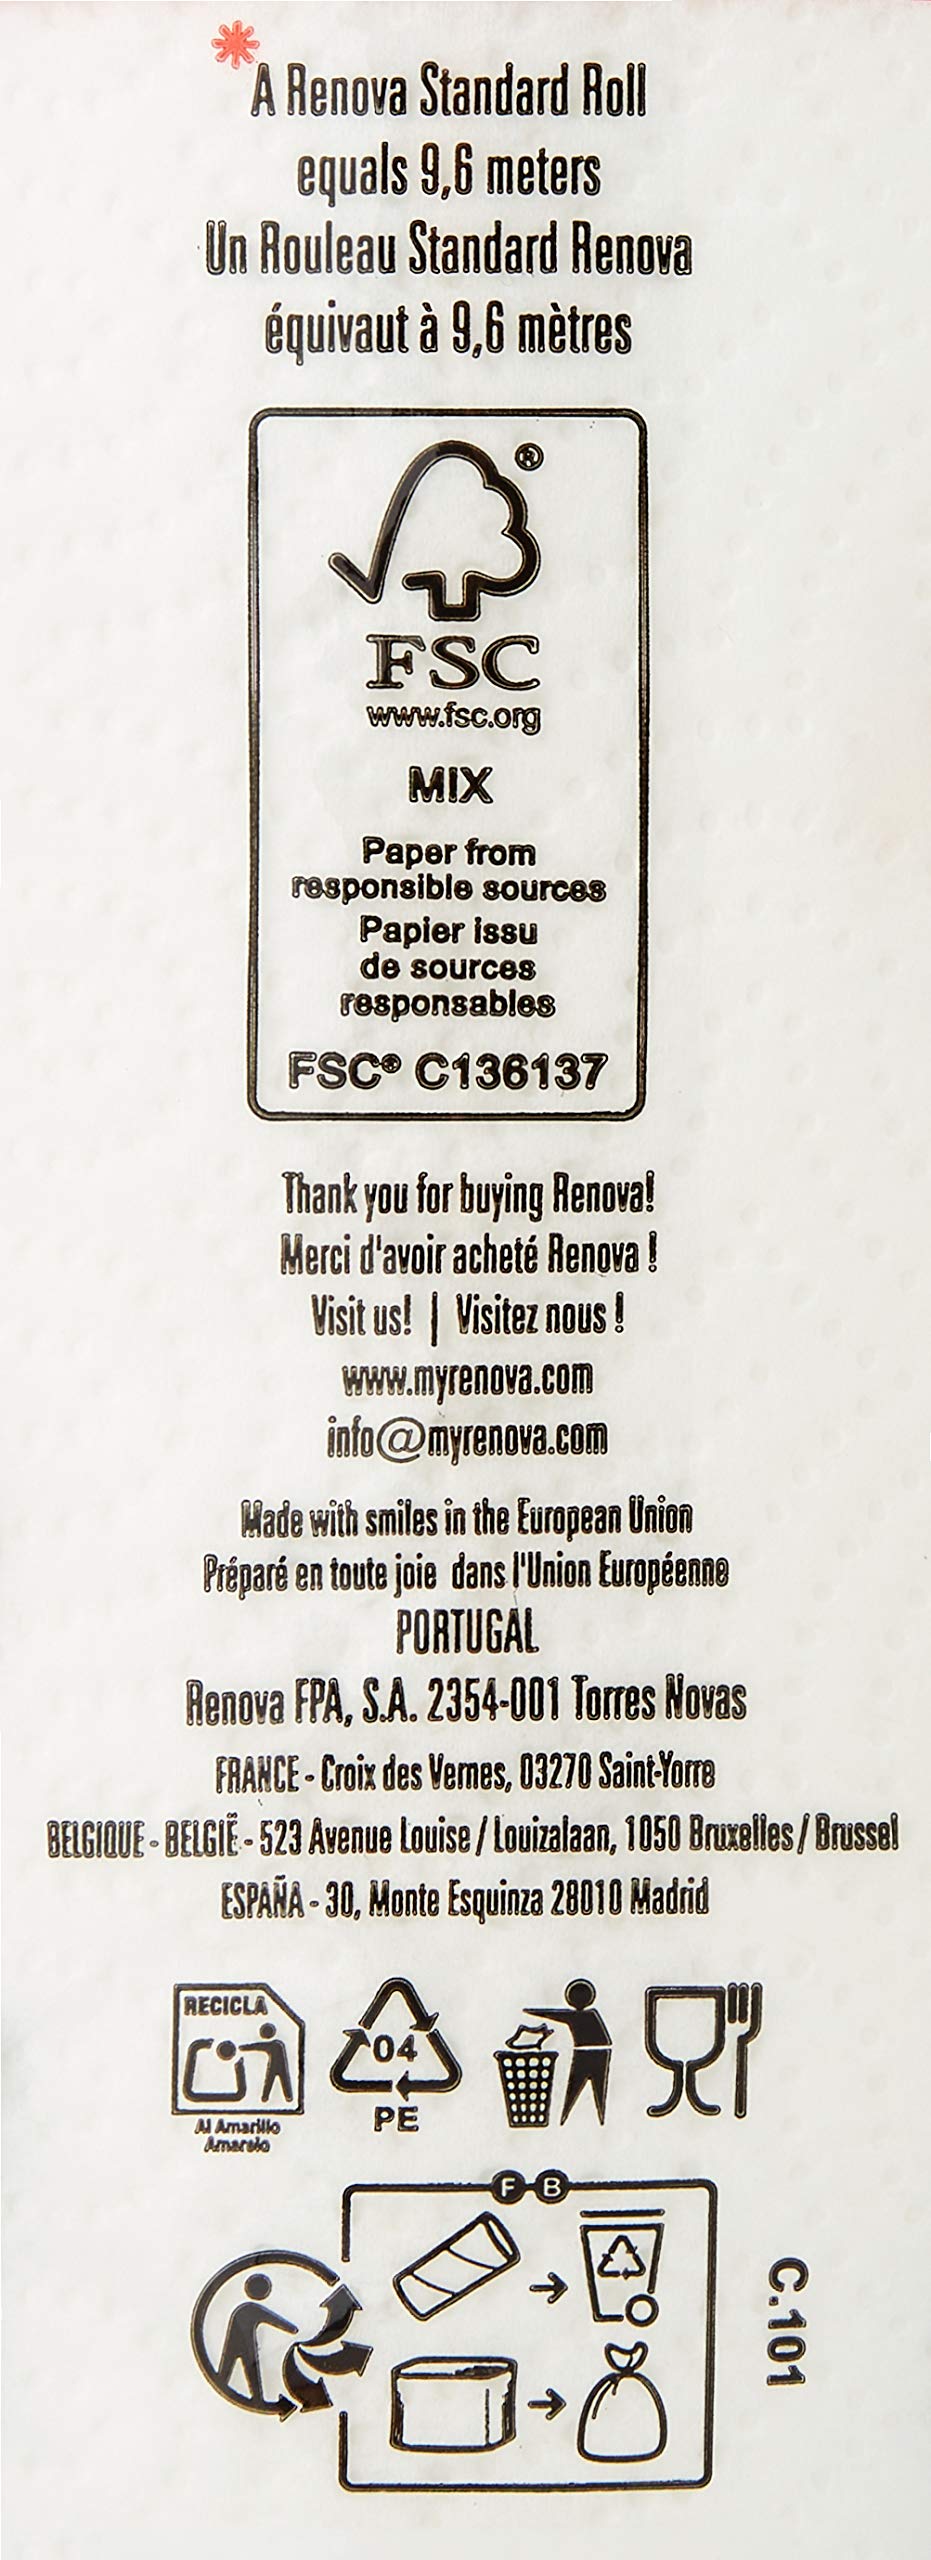 *A Renova Standard Roll
equals 9,6 meters
Un Rouleau Standard Renova
équivaut à 9,6 mètres
®
FSC
www.fsc.org
MIX
Paper from
responsible sources
Papier issu
de sources
responsables
FSC® C136137
Thank you for buying Renova!
Merci d'avoir acheté Renova !
Visit us! | Visitez nous !
www.myrenova.com
info@myrenova.com
Made with smiles in the European Union
Préparé en toute joie dans l'Union Européenne
PORTUGAL
Renova FPA, S.A. 2354-001 Torres Novas
FRANCE - Croix des Vernes, 03270 Saint-Yorre
BELGIQUE - BELGIË - 523 Avenue Louise / Louizalaan, 1050 Bruxelles / Brussel
ESPAÑA - 30, Monte Esquinza 28010 Madrid
RECICLA
Al Amarillo
Amarelo
04
PE
F B
C.101